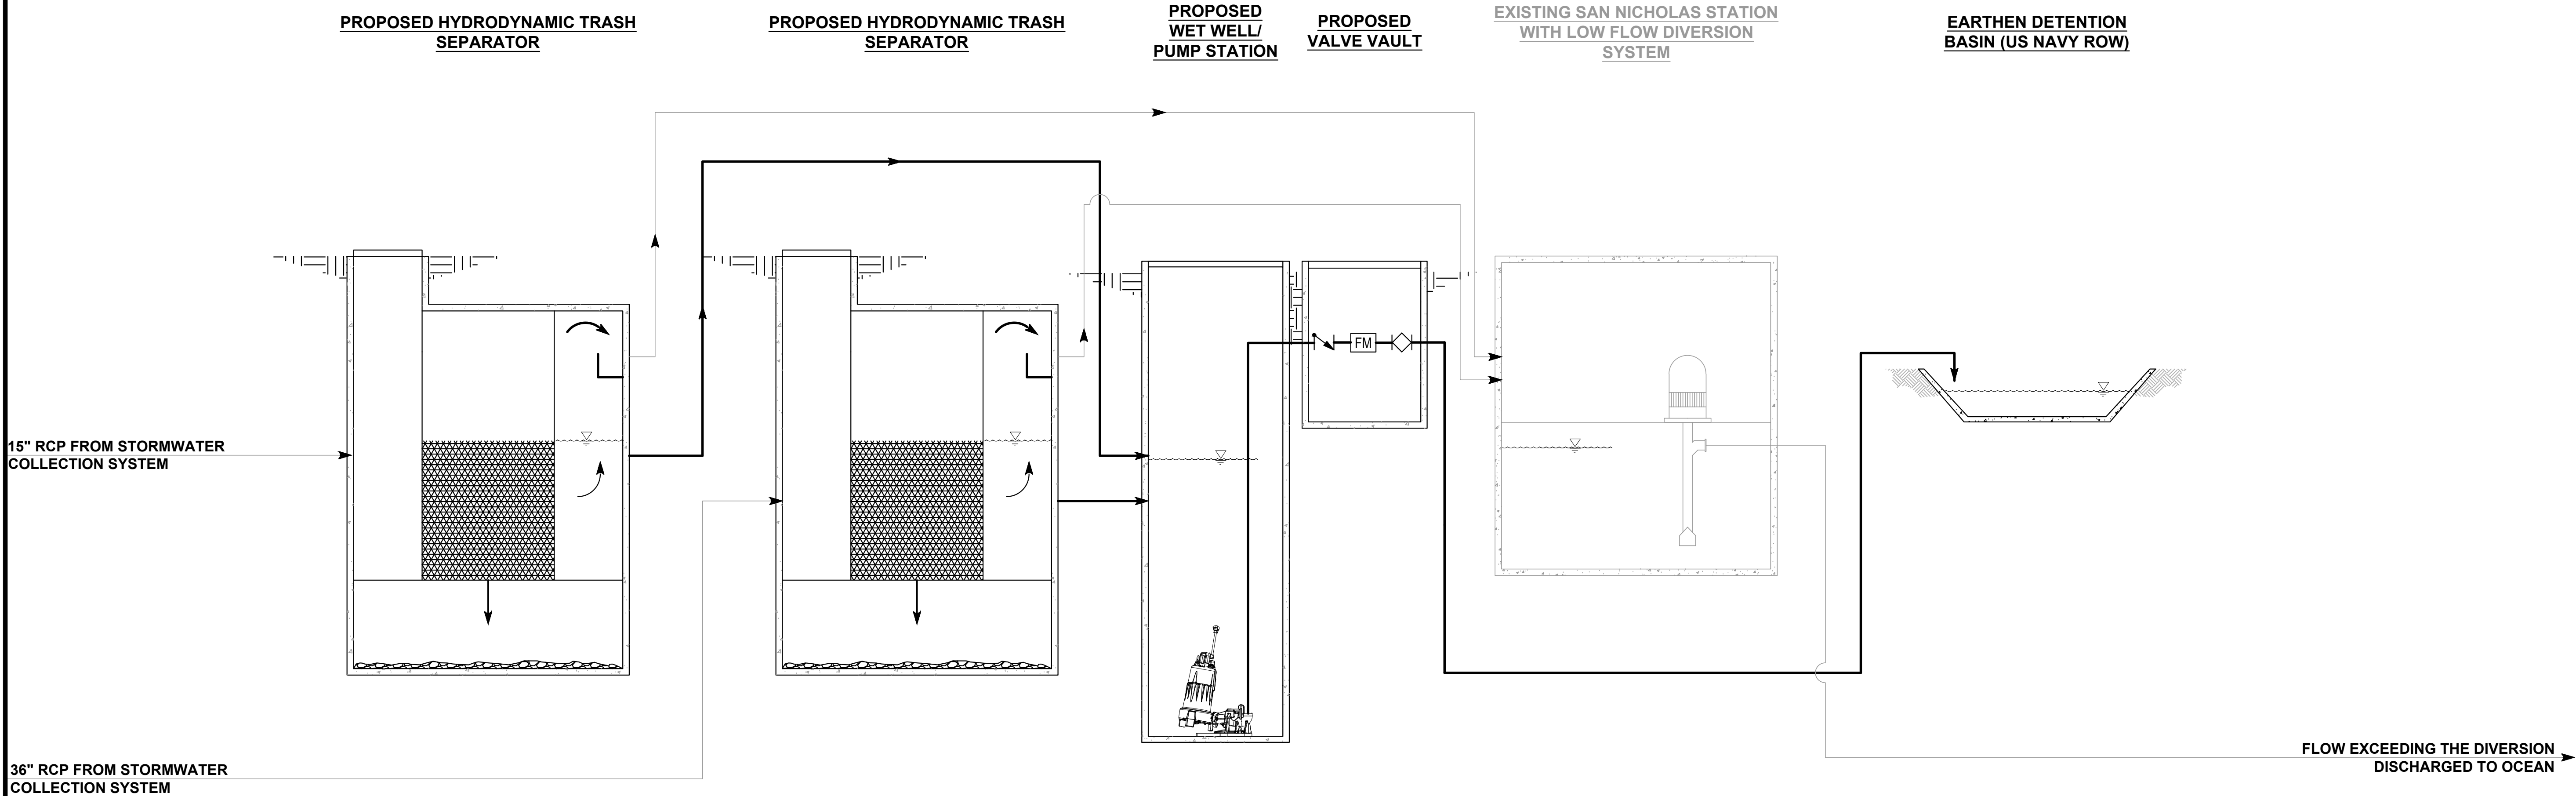 PROPOSED HYDRODYNAMIC TRASH
SEPARATOR
PROPOSED HYDRODYNAMIC TRASH
SEPARATOR
PROPOSED
WET WELL/
PUMP STATION
PROPOSED
VALVE VAULT
EXISTING SAN NICHOLAS STATION
WITH LOW FLOW DIVERSION
SYSTEM
EARTHEN DETENTION
BASIN (US NAVY ROW)
FM
15" RCP FROM STORMWATER
COLLECTION SYSTEM
36" RCP FROM STORMWATER
COLLECTION SYSTEM
FLOW EXCEEDING THE DIVERSION
DISCHARGED TO OCEAN